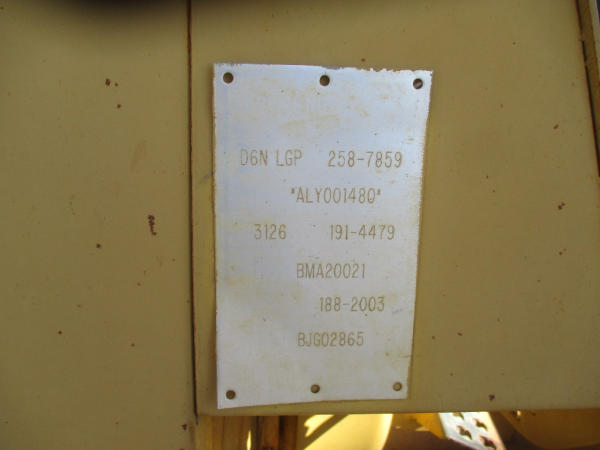 D6N LGP 258-7859
*ALY001480*
3126 191-4479
BMA20021
188-2003
BJG02865